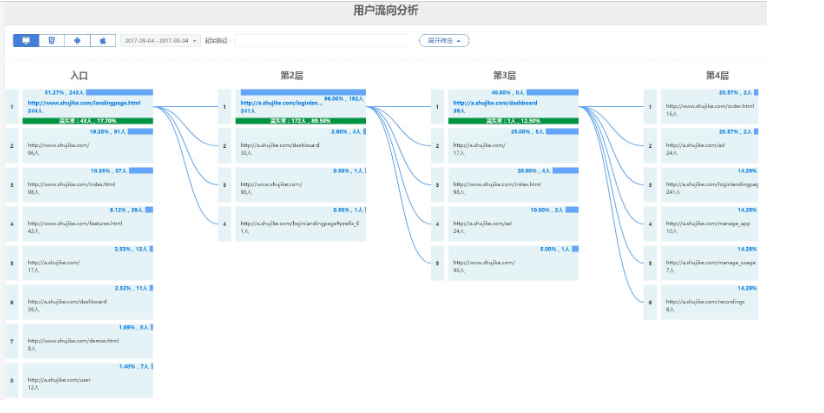 用户流向分析
2017-09-04 - 2017-09-04 起始路径：
展开筛选
入口 第2层 第3层 第4层
51.27%，243人
1 http://www.shujike.com/landingpage.html
244人
流失率：43人，17.70%
19.20%，91人
2 http://www.shujike.com/
96人
3 http://www.shujike.com/index.html
98人
6.12%，29人
4 http://www.shujike.com/features.html
42人
2.53%，12人
5 http://a.shujike.com/
17人
2.32%，11人
6 http://a.shujike.com/dashboard
39人
1.69%，8人
7 http://www.shujike.com/demos.html
8人
1.48%，7人
8 http://a.shujike.com/user
12人
96.00%，192人
1 http://a.shujike.com/loginlan...
241人
流失率：172人，89.58%
2.00%，4人
2 http://a.shujike.com/dashboard
39人
0.50%，1人
3 http://www.shujike.com/
96人
0.50%，1人
4 http://a.shujike.com/loginlandingpage#prefix_0
1人
40.00%，8人
1 http://a.shujike.com/dashboard
39人
流失率：1人，12.50%
25.00%，5人
2 http://a.shujike.com/
17人
20.00%，4人
3 http://www.shujike.com/index.html
98人
10.00%，2人
4 http://a.shujike.com/ad
24人
5.00%，1人
5 http://www.shujike.com/
96人
28.57%，2人
1 http://www.shujike.com/order.html
16人
28.57%，2人
2 http://a.shujike.com/ad
24人
14.29%
3 http://a.shujike.com/loginlandingpag
241人
14.29%
4 http://a.shujike.com/manage_app
10人
14.29%
5 http://a.shujike.com/manage_usage
7人
14.29%
6 http://a.shujike.com/recordings
8人